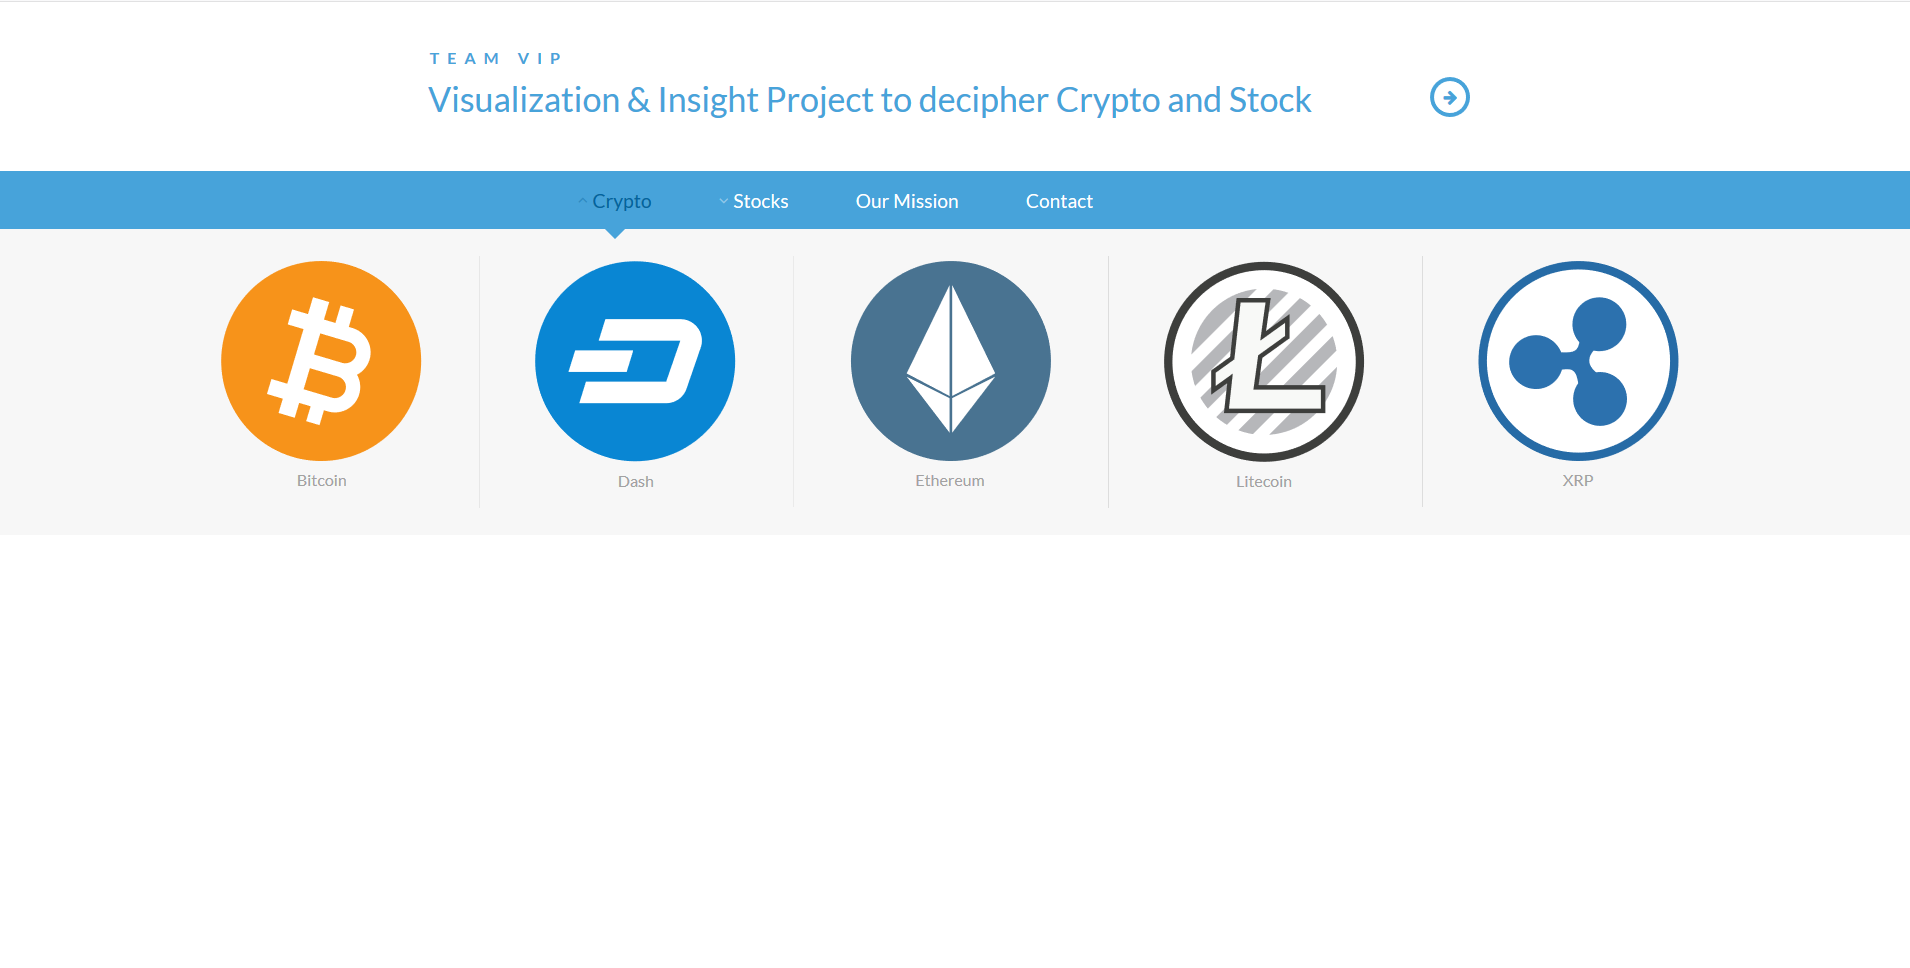 TEAM VIP
Visualization & Insight Project to decipher Crypto and Stock
Crypto Stocks Our Mission Contact
Bitcoin Dash Ethereum Litecoin XRP